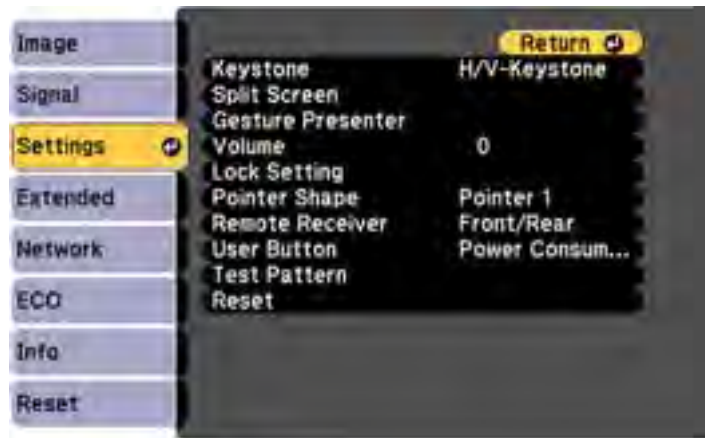 Image
Signal
Settings
Extended
Network
ECO
Info
Reset
Return
Keystone H/V-Keystone
Split Screen
Gesture Presenter
Volume 0
Lock Setting
Pointer Shape Pointer 1
Remote Receiver Front/Rear
User Button Power Consum...
Test Pattern
Reset